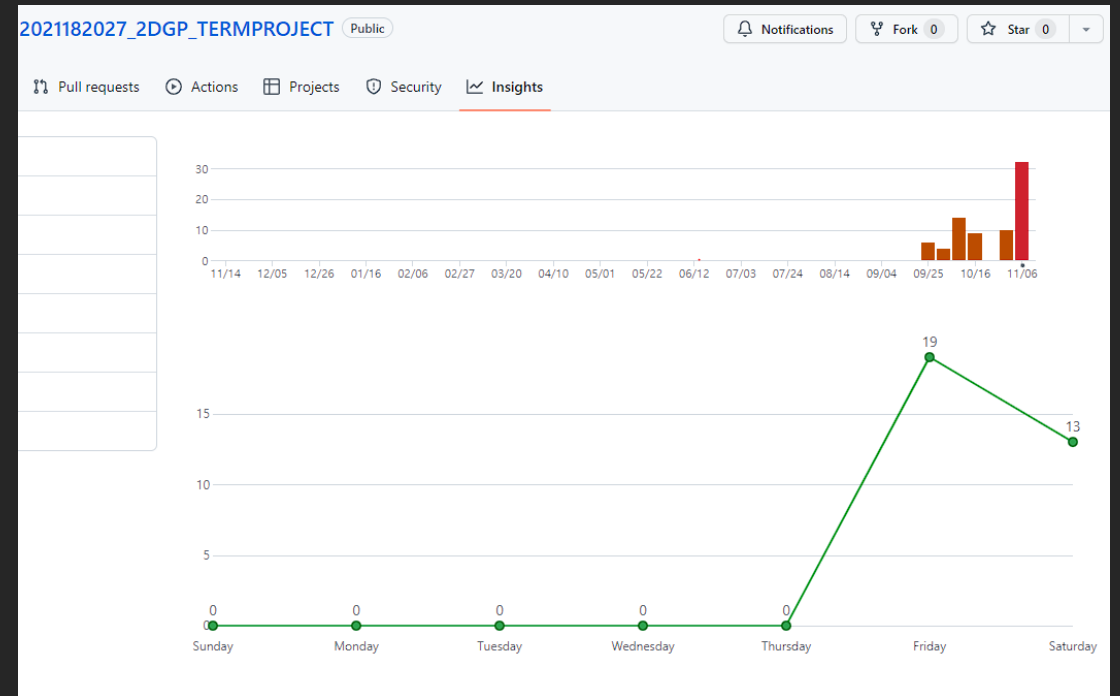 2021182027_2DGP_TERMPROJECT Public Notifications Fork 0 Star 0
Pull requests Actions Projects Security Insights
30
20
10
0
11/14 12/05 12/26 01/16 02/06 02/27 03/20 04/10 05/01 05/22 06/12 07/03 07/24 08/14 09/04 09/25 10/16 11/06
19
15
13
10
5
0 0 0 0 0
0
Sunday Monday Tuesday Wednesday Thursday Friday Saturday